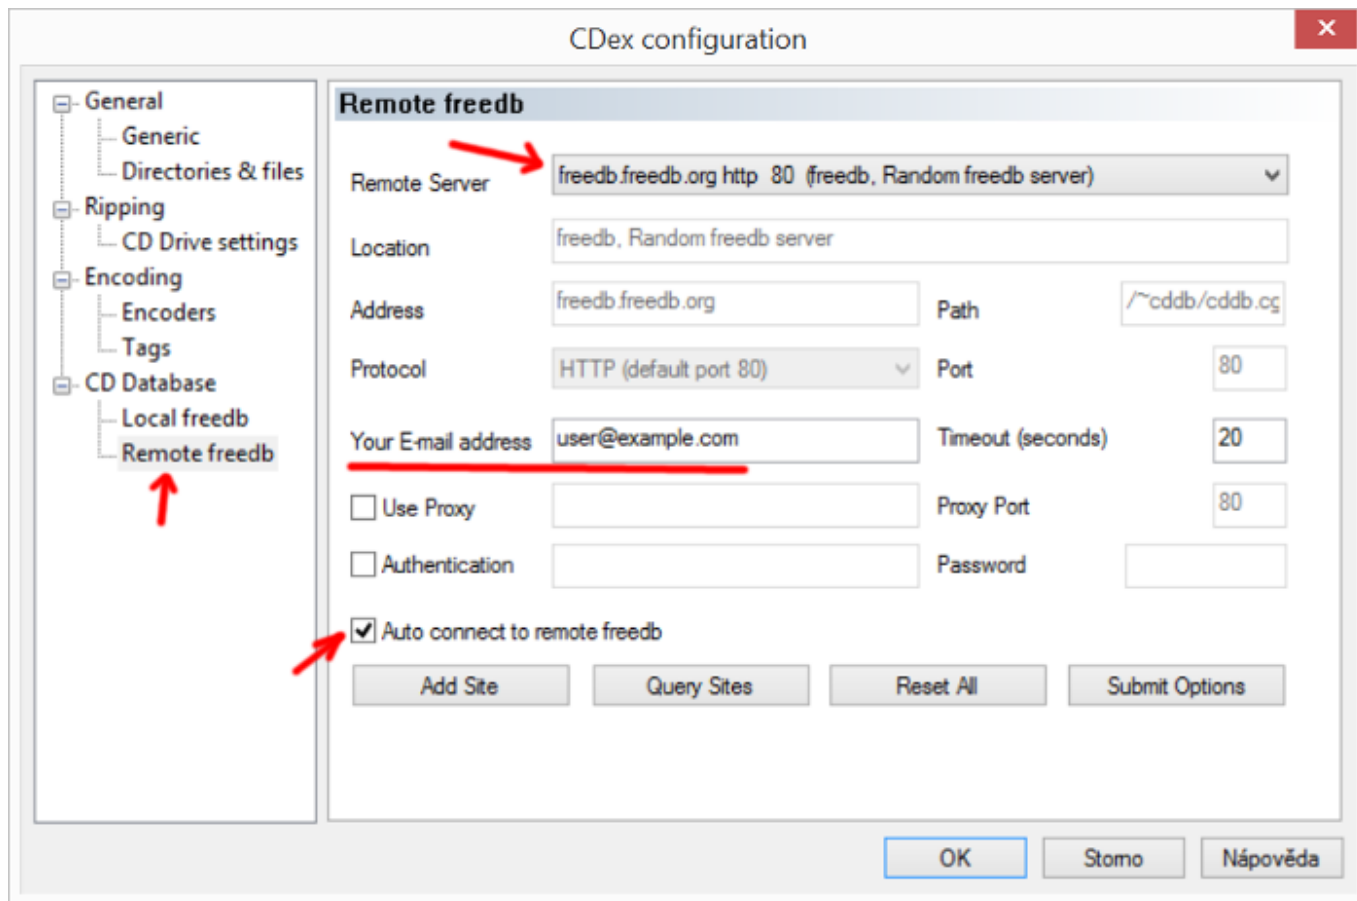 CDex configuration
General
Generic
Directories & files
Ripping
CD Drive settings
Encoding
Encoders
Tags
CD Database
Local freedb
Remote freedb
Remote freedb
Remote Server freedb.freedb.org http 80 (freedb, Random freedb server)
Location freedb, Random freedb server
Address freedb.freedb.org Path /~cddb/cddb.cg
Protocol HTTP (default port 80) Port 80
Your E-mail address user@example.com Timeout (seconds) 20
Use Proxy Proxy Port 80
Authentication Password
Auto connect to remote freedb
Add Site Query Sites Reset All Submit Options
OK Storno Nápověda